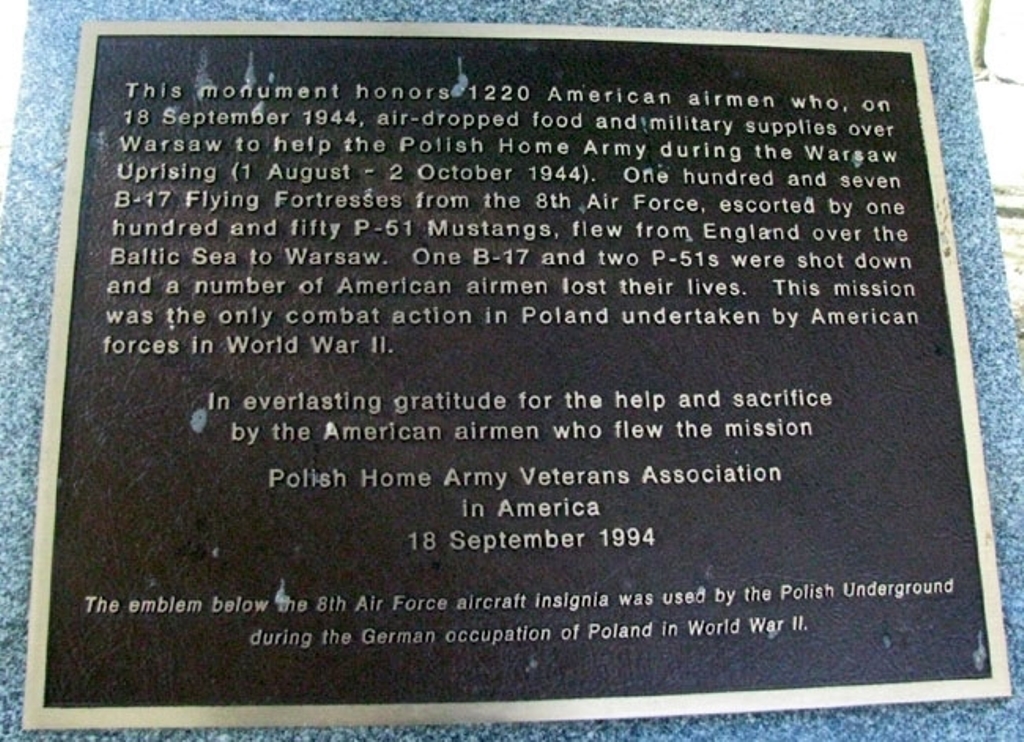 This monument honors 1220 American airmen who, on
18 September 1944, air-dropped food and military supplies over
Warsaw to help the Polish Home Army during the Warsaw
Uprising (1 August - 2 October 1944). One hundred and seven
B-17 Flying Fortresses from the 8th Air Force, escorted by one
hundred and fifty P-51 Mustangs, flew from England over the
Baltic Sea to Warsaw. One B-17 and two P-51s were shot down
and a number of American airmen lost their lives. This mission
was the only combat action in Poland undertaken by American
forces in World War II.
In everlasting gratitude for the help and sacrifice
by the American airmen who flew the mission
Polish Home Army Veterans Association
in America
18 September 1994
The emblem below the 8th Air Force aircraft insignia was used by the Polish Underground
during the German occupation of Poland in World War II.